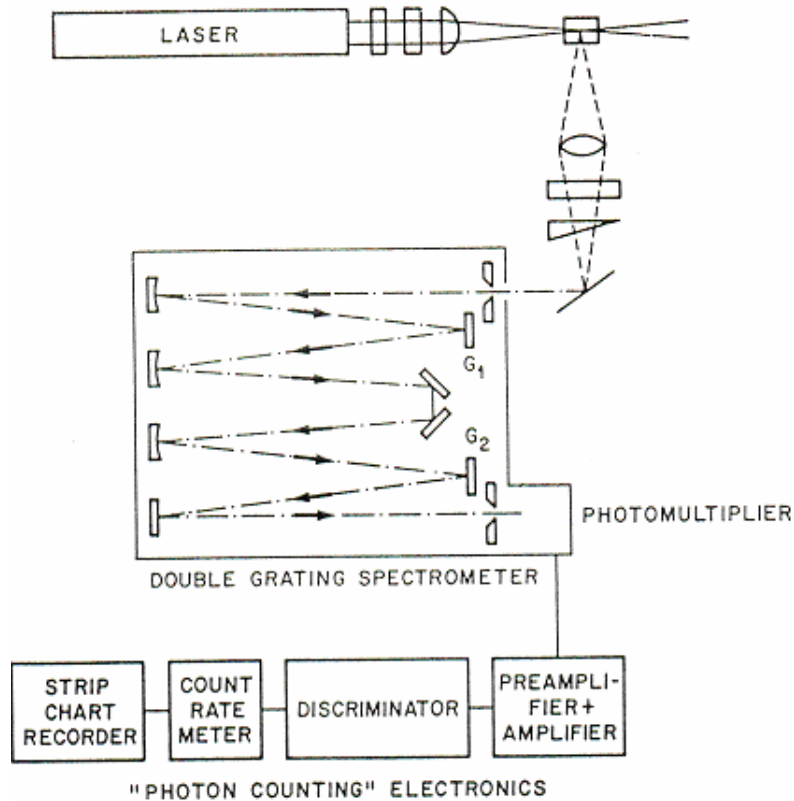 LASER
G1
G2
PHOTOMULTIPLIER
DOUBLE GRATING SPECTROMETER
STRIP
CHART
RECORDER
COUNT
RATE
METER
DISCRIMINATOR
PREAMPLI-
FIER+
AMPLIFIER
"PHOTON COUNTING" ELECTRONICS